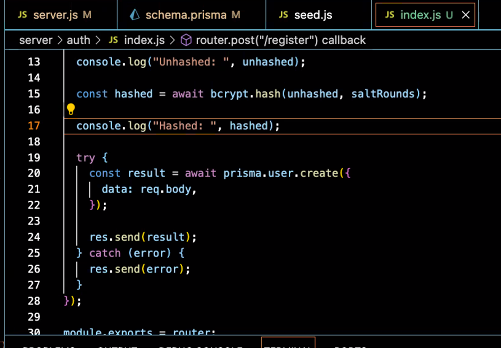 JS server.js M schema.prisma M JS seed.js JS index.js U ×
server > auth > JS index.js > router.post("/register") callback
13 console.log("Unhashed: ", unhashed);
14
15 const hashed = await bcrypt.hash(unhashed, saltRounds);
16
17 console.log("Hashed: ", hashed);
18
19 try {
20 const result = await prisma.user.create({
21 data: req.body,
22 });
23
24 res.send(result);
25 } catch (error) {
26 res.send(error);
27 }
28 });
29
30 module.exports = router;